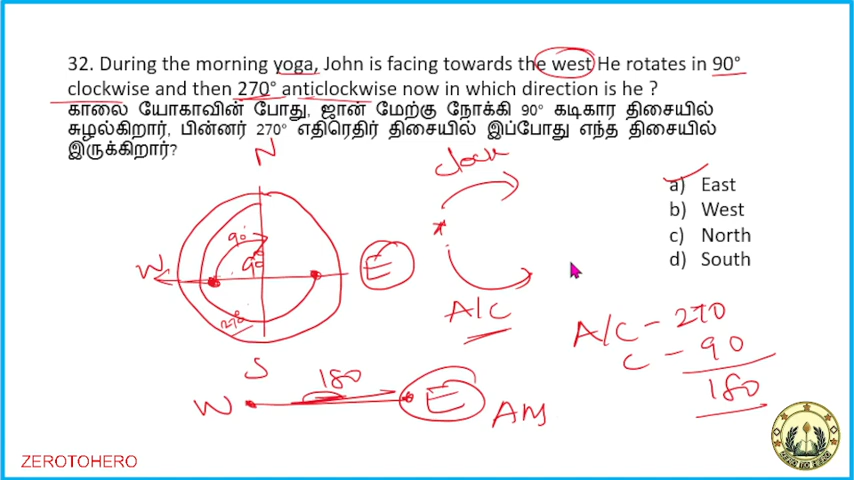 32. During the morning yoga, John is facing towards the west He rotates in 90°
clockwise and then 270° anticlockwise now in which direction is he ?
காலை யோகாவின் போது, ஜான் மேற்கு நோக்கி 90° கடிகார திசையில்
சுழல்கிறார், பின்னர் 270° எதிரெதிர் திசையில் இப்போது எந்த திசையில்
இருக்கிறார்?
a) East
b) West
c) North
d) South
N
clock
90°
90°
W
E
270
S
A/C
A/C - 270
C - 90
180
180
W
E
Ans
ZEROTOHERO